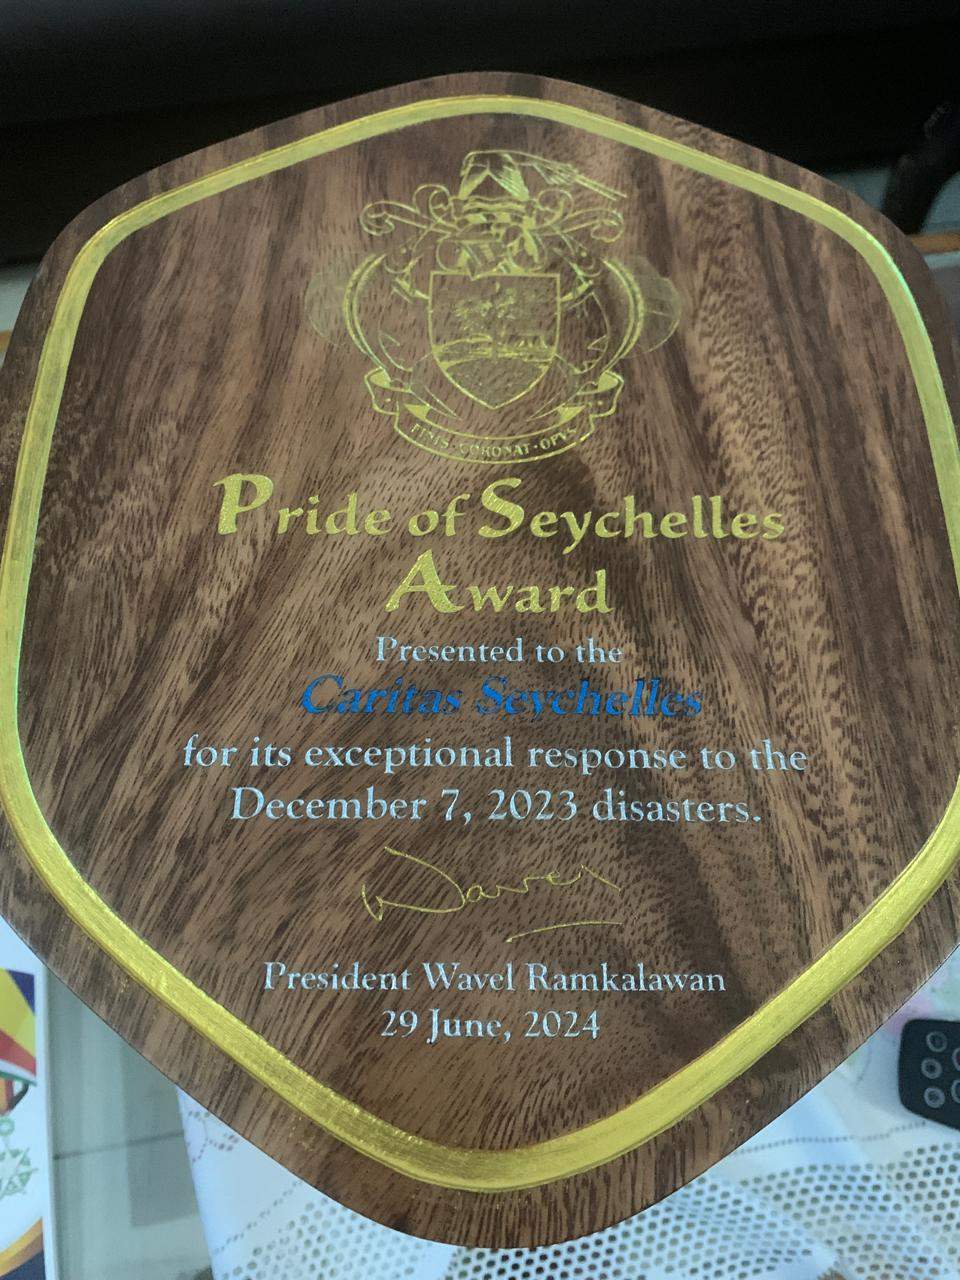 FINIS · CORONAT · OPVS
Pride of Seychelles
Award
Presented to the
Caritas Seychelles
for its exceptional response to the
December 7, 2023 disasters.
President Wavel Ramkalawan
29 June, 2024